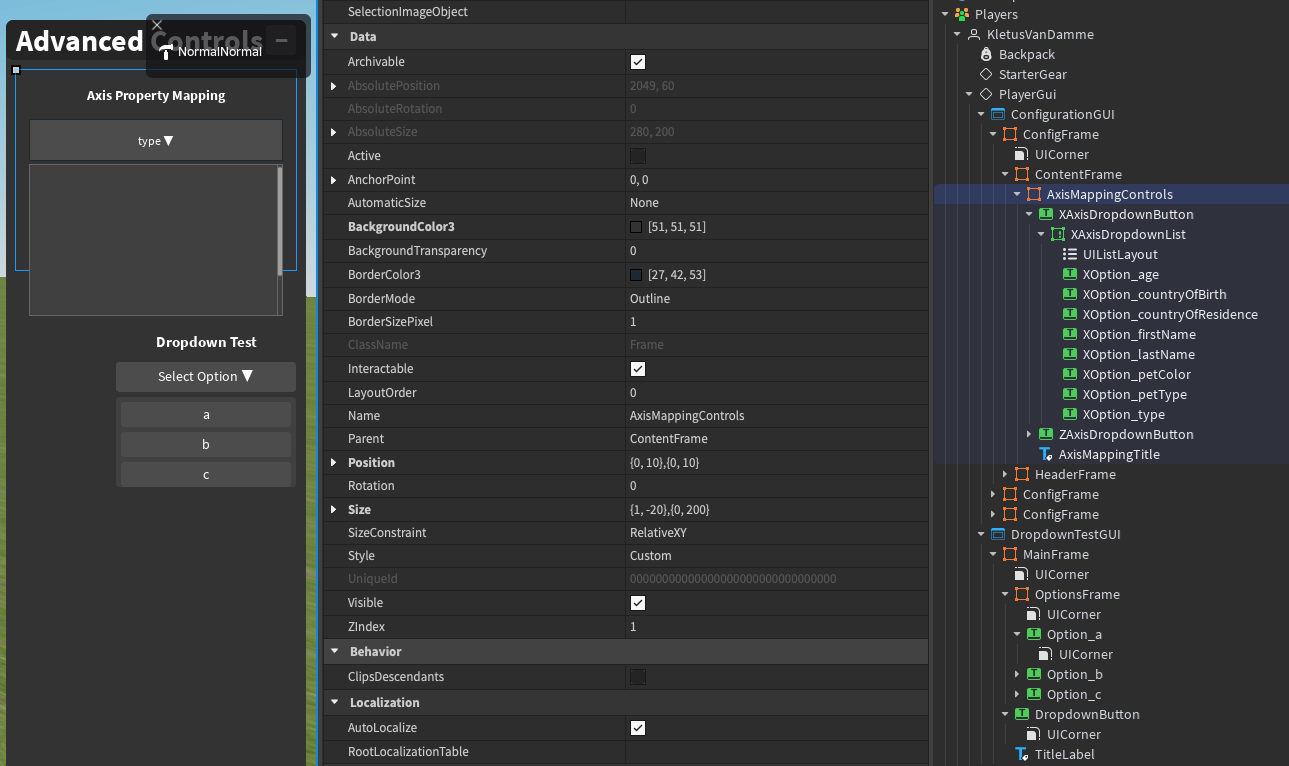 Advanced Controls
NormalNormal
Axis Property Mapping
type ▼
Dropdown Test
Select Option ▼
a
b
c
SelectionImageObject
Data
Archivable
AbsolutePosition 2049, 60
AbsoluteRotation 0
AbsoluteSize 280, 200
Active
AnchorPoint 0, 0
AutomaticSize None
BackgroundColor3 [51, 51, 51]
BackgroundTransparency 0
BorderColor3 [27, 42, 53]
BorderMode Outline
BorderSizePixel 1
ClassName Frame
Interactable
LayoutOrder 0
Name AxisMappingControls
Parent ContentFrame
Position {0, 10},{0, 10}
Rotation 0
Size {1, -20},{0, 200}
SizeConstraint RelativeXY
Style Custom
UniqueId 00000000000000000000000000000000
Visible
ZIndex 1
Behavior
ClipsDescendants
Localization
AutoLocalize
RootLocalizationTable
Players
KletusVanDamme
Backpack
StarterGear
PlayerGui
ConfigurationGUI
ConfigFrame
UICorner
ContentFrame
AxisMappingControls
XAxisDropdownButton
XAxisDropdownList
UIListLayout
XOption_age
XOption_countryOfBirth
XOption_countryOfResidence
XOption_firstName
XOption_lastName
XOption_petColor
XOption_petType
XOption_type
ZAxisDropdownButton
AxisMappingTitle
HeaderFrame
ConfigFrame
ConfigFrame
DropdownTestGUI
MainFrame
UICorner
OptionsFrame
UICorner
Option_a
UICorner
Option_b
Option_c
DropdownButton
UICorner
TitleLabel